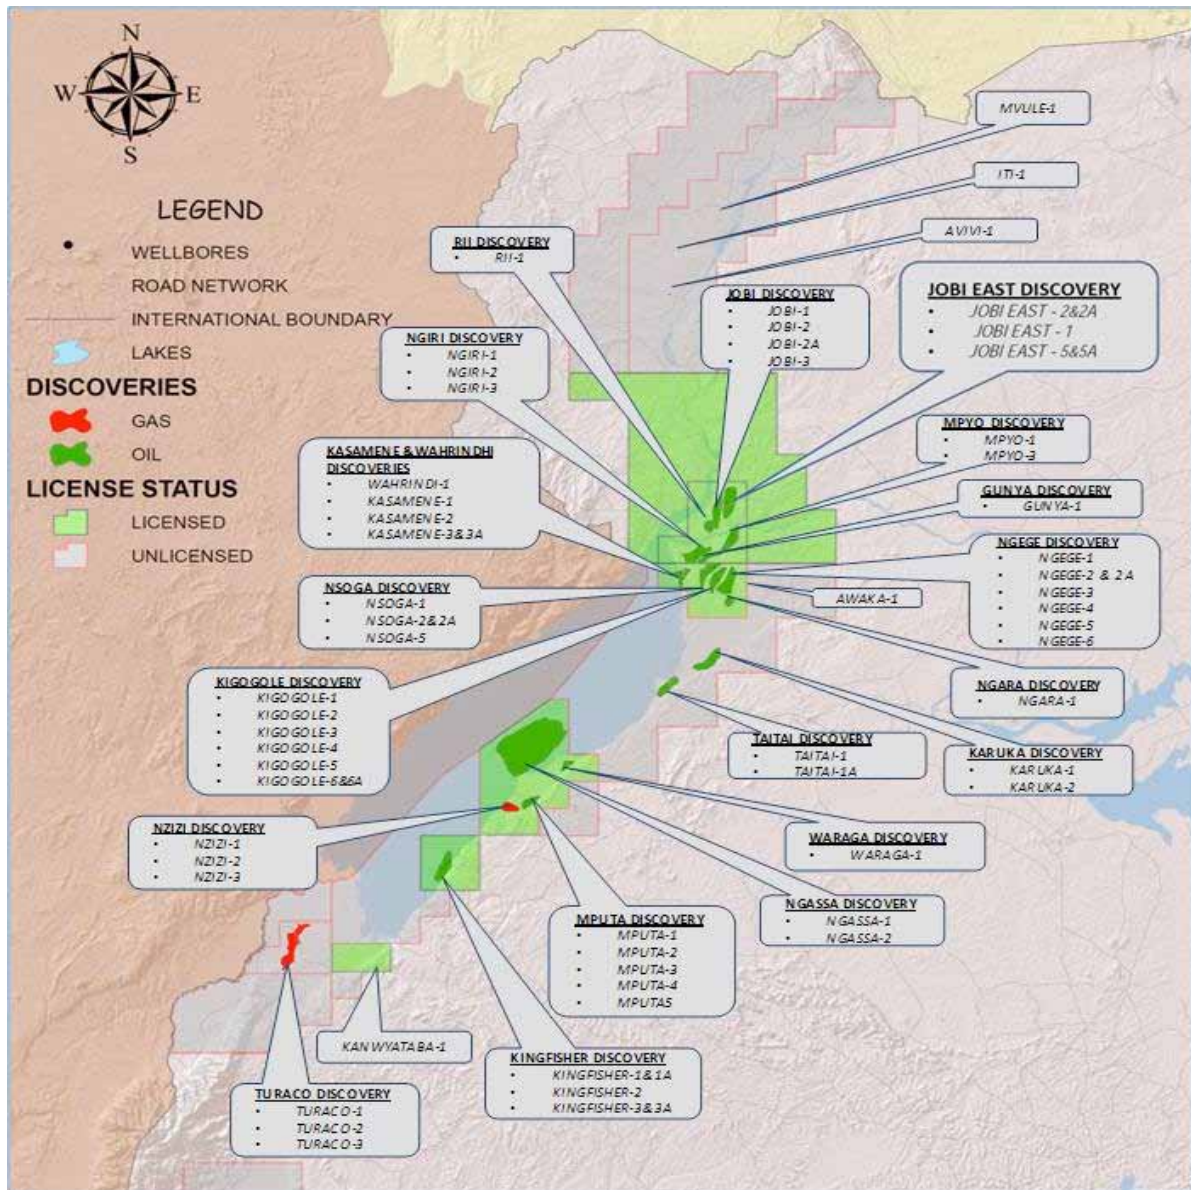 N
W
E
S
LEGEND
WELLBORES
ROAD NETWORK
INTERNATIONAL BOUNDARY
LAKES
DISCOVERIES
GAS
OIL
LICENSE STATUS
LICENSED
UNLICENSED
MVULE-1
ITI-1
AVIVI-1
RII DISCOVERY
• RII-1
JOBI DISCOVERY
• JOBI-1
• JOBI-2
• JOBI-2A
• JOBI-3
JOBI EAST DISCOVERY
• JOBI EAST - 2&2A
• JOBI EAST - 1
• JOBI EAST - 5&5A
NGIRI DISCOVERY
• NGIRI-1
• NGIRI-2
• NGIRI-3
MPYO DISCOVERY
• MPYO-1
• MPYO-3
KASAMENE & WAHRINDHI
DISCOVERIES
• WAHRINDI-1
• KASAMENE-1
• KASAMENE-2
• KASAMENE-3&3A
GUNYA DISCOVERY
• GUNYA-1
NGEGE DISCOVERY
• NGEGE-1
• NGEGE-2 & 2A
• NGEGE-3
• NGEGE-4
• NGEGE-5
• NGEGE-6
NSOGA DISCOVERY
• NSOGA-1
• NSOGA-2&2A
• NSOGA-5
AWAKA-1
KIGOGOLE DISCOVERY
• KIGOGOLE-1
• KIGOGOLE-2
• KIGOGOLE-3
• KIGOGOLE-4
• KIGOGOLE-5
• KIGOGOLE-6&6A
NGARA DISCOVERY
• NGARA-1
TAITAI DISCOVERY
• TAITAI-1
• TAITAI-1A
KARUKA DISCOVERY
• KARUKA-1
• KARUKA-2
NZIZI DISCOVERY
• NZIZI-1
• NZIZI-2
• NZIZI-3
WARAGA DISCOVERY
• WARAGA-1
NGASSA DISCOVERY
• NGASSA-1
• NGASSA-2
MPUTA DISCOVERY
• MPUTA-1
• MPUTA-2
• MPUTA-3
• MPUTA-4
• MPUTA5
KANWYATABA-1
KINGFISHER DISCOVERY
• KINGFISHER-1&1A
• KINGFISHER-2
• KINGFISHER-3&3A
TURACO DISCOVERY
• TURACO-1
• TURACO-2
• TURACO-3